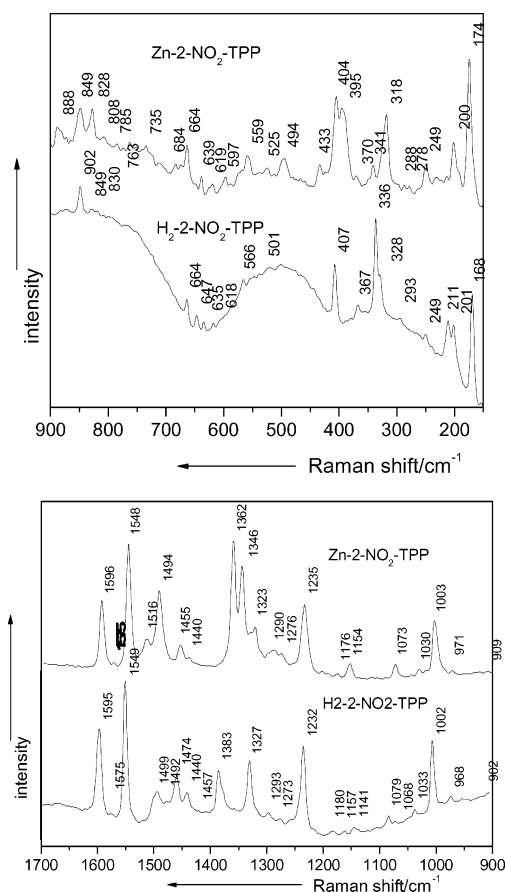 Zn-2-NO2-TPP
888 849 828 808 785 763 735 684 664 639 619 597 559 525 494 433 404 395 370 341 318 288 278 249 200 174
H2-2-NO2-TPP
902 849 830 664 647 635 618 566 501 407 367 336 328 293 249 211 201 168
intensity
900 800 700 600 500 400 300 200
Raman shift/cm-1
Zn-2-NO2-TPP
1596 1548 1516 1494 1455 1440 1362 1346 1323 1290 1276 1235 1176 1154 1073 1030 1003 971 909
H2-2-NO2-TPP
1595 1575 1549 1499 1492 1474 1440 1457 1383 1327 1293 1273 1232 1180 1157 1141 1079 1068 1033 1002 968 902
intensity
1700 1600 1500 1400 1300 1200 1100 1000 900
Raman shift/cm-1